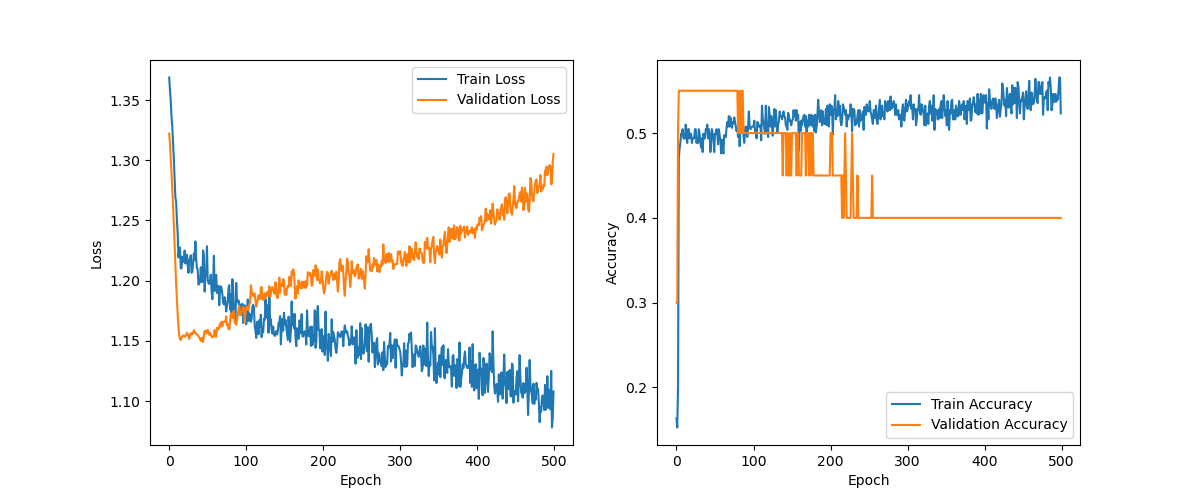 Train Loss
Validation Loss
1.35
1.30
1.25
1.20
1.15
1.10
Loss
0 100 200 300 400 500
Epoch
0.5
0.4
0.3
0.2
Accuracy
Train Accuracy
Validation Accuracy
0 100 200 300 400 500
Epoch